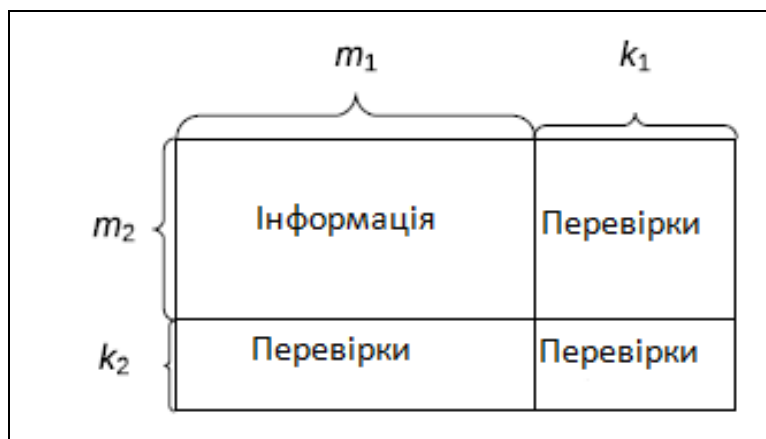 m₁ k₁
m₂ Інформація Перевірки
k₂ Перевірки Перевірки